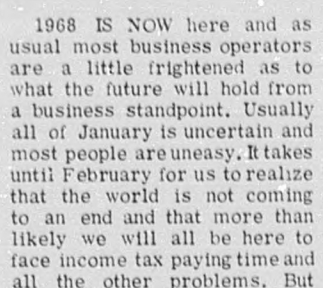 1968 IS NOW here and as
usual most business operators
are a little frightened as to
what the future will hold from
a business standpoint. Usually
all of January is uncertain and
most people are uneasy. It takes
until February for us to realize
that the world is not coming
to an end and that more than
likely we will all be here to
face income tax paying time and
all the other problems. But